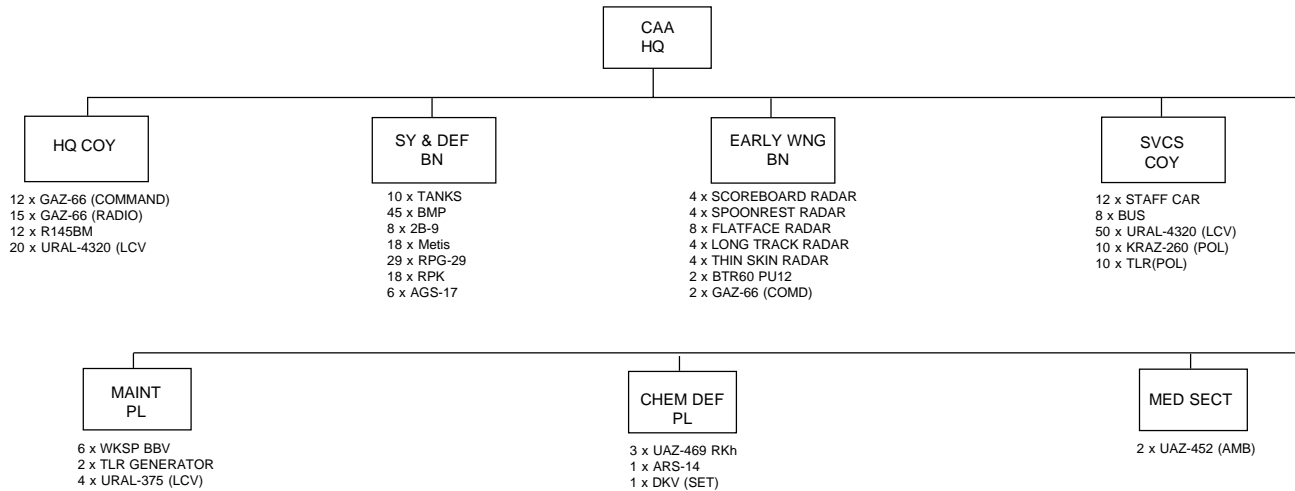 CAA
HQ
HQ COY
12 x GAZ-66 (COMMAND)
15 x GAZ-66 (RADIO)
12 x R145BM
20 x URAL-4320 (LCV
SY & DEF
BN
10 x TANKS
45 x BMP
8 x 2B-9
18 x Metis
29 x RPG-29
18 x RPK
6 x AGS-17
EARLY WNG
BN
4 x SCOREBOARD RADAR
4 x SPOONREST RADAR
8 x FLATFACE RADAR
4 x LONG TRACK RADAR
4 x THIN SKIN RADAR
2 x BTR60 PU12
2 x GAZ-66 (COMD)
SVCS
COY
12 x STAFF CAR
8 x BUS
50 x URAL-4320 (LCV)
10 x KRAZ-260 (POL)
10 x TLR(POL)
MAINT
PL
6 x WKSP BBV
2 x TLR GENERATOR
4 x URAL-375 (LCV)
CHEM DEF
PL
3 x UAZ-469 RKh
1 x ARS-14
1 x DKV (SET)
MED SECT
2 x UAZ-452 (AMB)